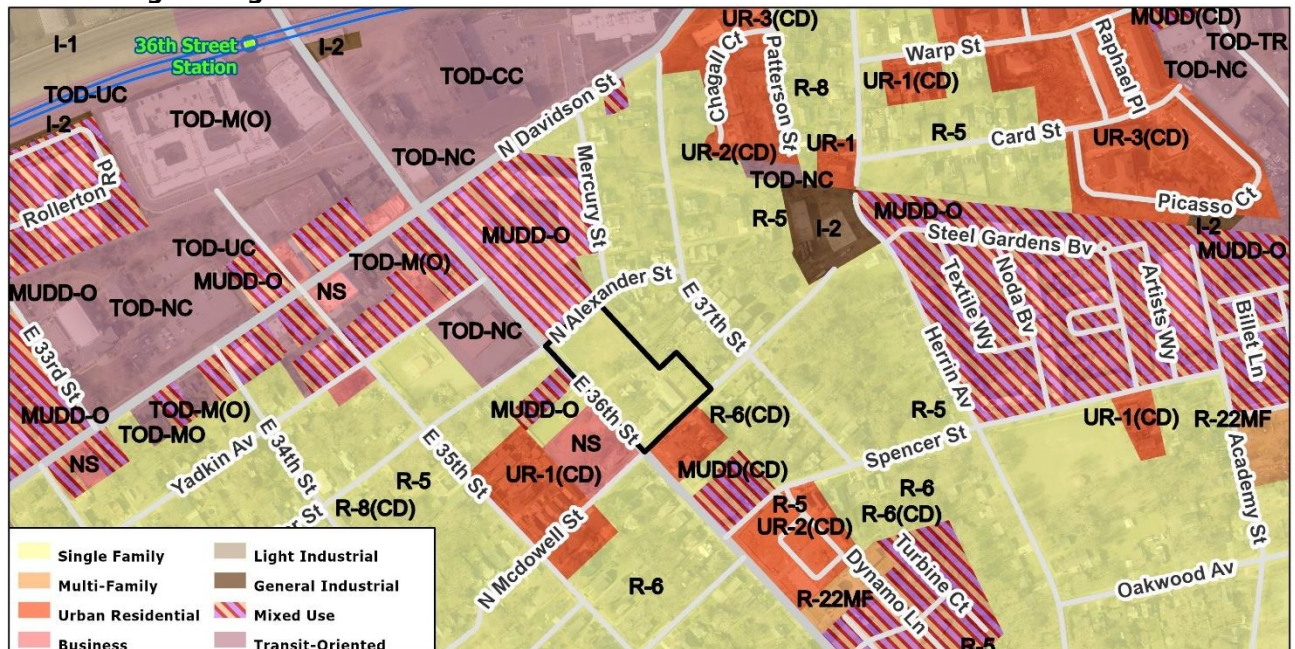 I-1
36th Street
Station
I-2
TOD-UC
I-2
TOD-M(O)
TOD-CC
N Davidson St
UR-3(CD)
Chagall Ct
Patterson St
R-8
Warp St
UR-1(CD)
MUDD(CD)
TOD-TR
Raphael Pl
TOD-NC
R-5
Card St
UR-3(CD)
Picasso Ct
I-2
MUDD-O
Rollerton Rd
TOD-NC
Mercury St
UR-2(CD)
UR-1
TOD-NC
R-5
I-2
MUDD-O
Steel Gardens Bv
TOD-UC
MUDD-O
TOD-M(O)
MUDD-O
MUDD-O
TOD-NC
NS
N Alexander St
E 37th St
Textile Wy
Noda Bv
Artists Wy
Billet Ln
E 33rd St
TOD-NC
Herrin Av
MUDD-O
TOD-M(O)
TOD-MO
MUDD-O
E 36th St
R-6(CD)
R-5
UR-1(CD)
R-22MF
NS
Yadkin Av
E 34th St
E 35th St
NS
UR-1(CD)
MUDD(CD)
Spencer St
Academy St
R-5
R-8(CD)
er St
R-5
UR-2(CD)
R-6
R-6(CD)
N Mcdowell St
R-6
Dynamo Ln
Turbine Ct
R-22MF
Oakwood Av
R-5
Single Family
Light Industrial
Multi-Family
General Industrial
Urban Residential
Mixed Use
Business
Transit-Oriented